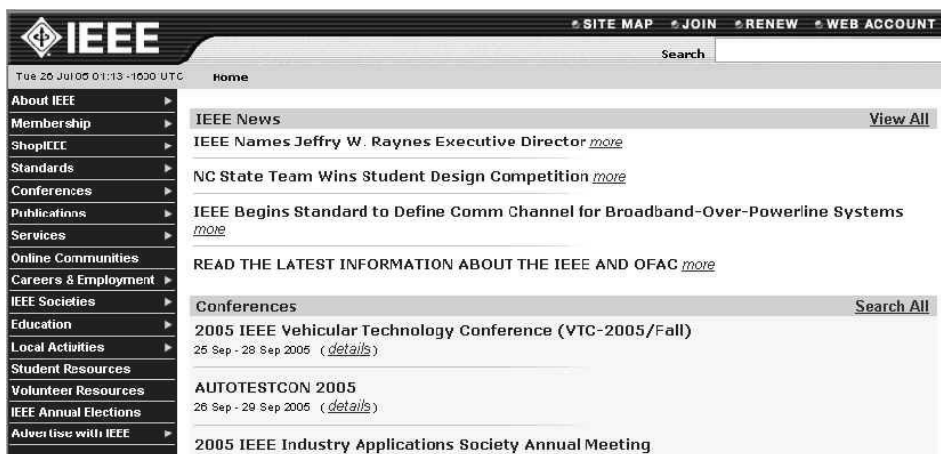 SITE MAP JOIN RENEW WEB ACCOUNT
IEEE
Search
Tue 26 Jul 05 01:13 -1600 UTC Home
About IEEE
Membership
ShopIEEE
Standards
Conferences
Publications
Services
Online Communities
Careers & Employment
IEEE Societies
Education
Local Activities
Student Resources
Volunteer Resources
IEEE Annual Elections
Advertise with IEEE
IEEE News View All
IEEE Names Jeffry W. Raynes Executive Director more
NC State Team Wins Student Design Competition more
IEEE Begins Standard to Define Comm Channel for Broadband-Over-Powerline Systems
more
READ THE LATEST INFORMATION ABOUT THE IEEE AND OFAC more
Conferences Search All
2005 IEEE Vehicular Technology Conference (VTC-2005/Fall)
25 Sep - 28 Sep 2005 (details)
AUTOTESTCON 2005
26 Sep - 29 Sep 2005 (details)
2005 IEEE Industry Applications Society Annual Meeting